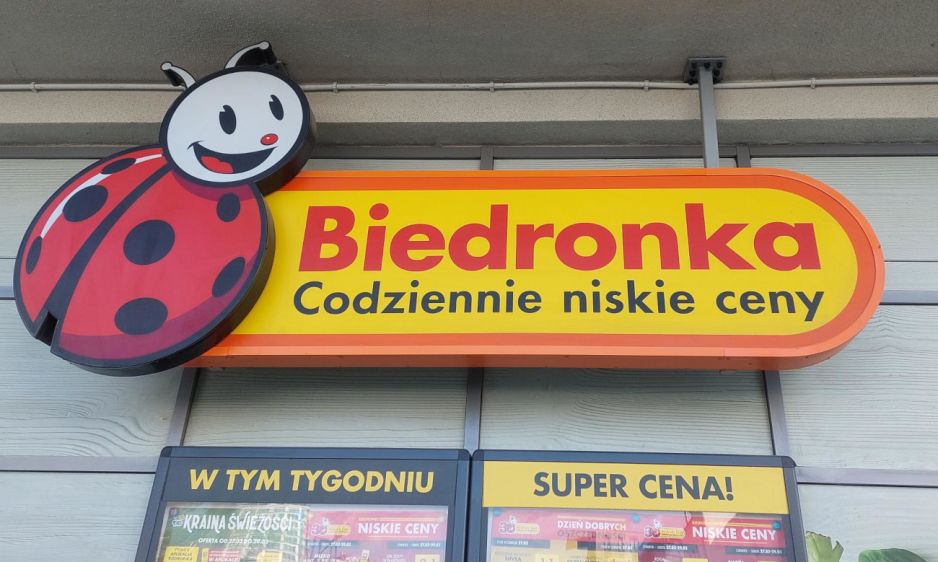 Biedronka
Codziennie niskie ceny
W TYM TYGODNIU
SUPER CENA!
KRAINA ŚWIEŻOŚCI
NISKIE CENY
DZIEŃ DOBRYCH
NISKIE CENY